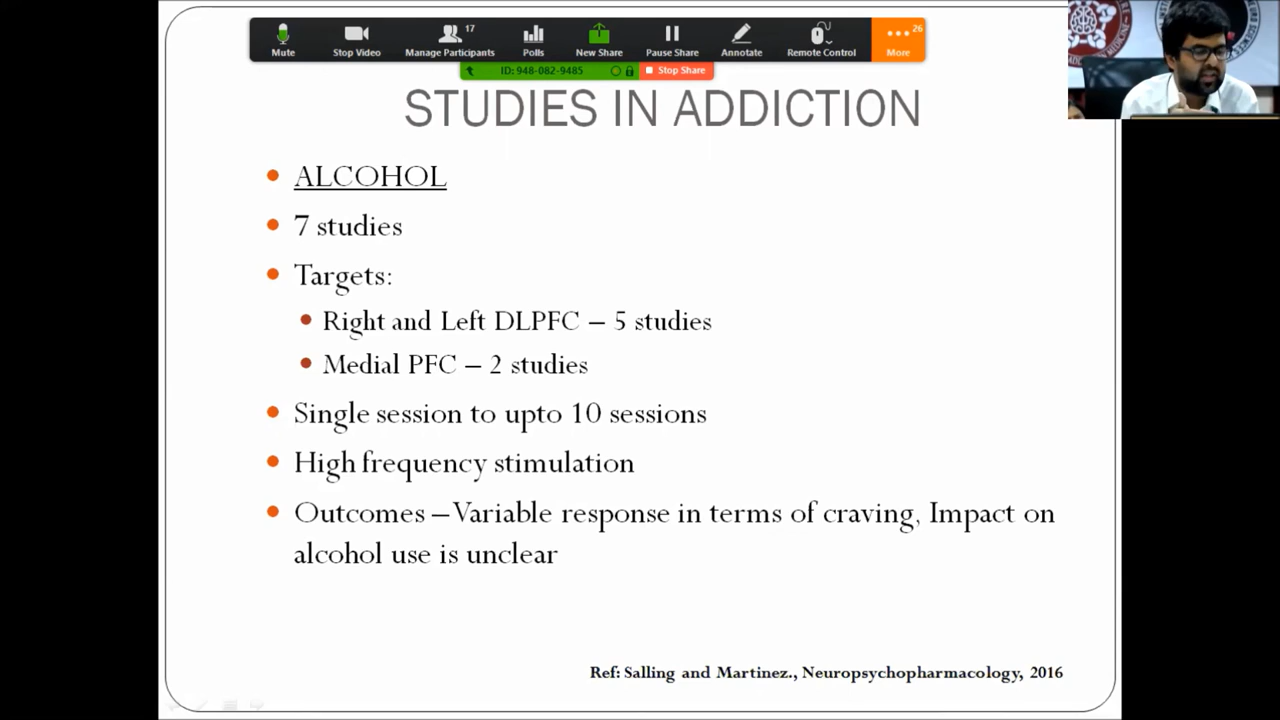 17
26
Mute
Stop Video
Manage Participants
Polls
New Share
Pause Share
Annotate
Remote Control
More
ID: 948-082-9485
Stop Share
STUDIES IN ADDICTION
ALCOHOL
7 studies
Targets:
Right and Left DLPFC – 5 studies
Medial PFC – 2 studies
Single session to upto 10 sessions
High frequency stimulation
Outcomes –Variable response in terms of craving, Impact on
alcohol use is unclear
Ref: Salling and Martinez., Neuropsychopharmacology, 2016